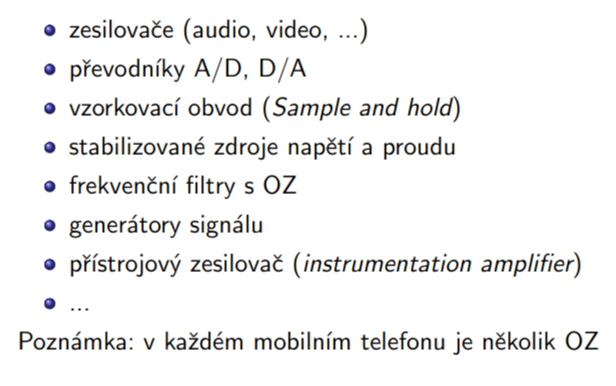 zesilovače (audio, video, ...)
převodníky A/D, D/A
vzorkovací obvod (Sample and hold)
stabilizované zdroje napětí a proudu
frekvenční filtry s OZ
generátory signálu
přístrojový zesilovač (instrumentation amplifier)
...
Poznámka: v každém mobilním telefonu je několik OZ